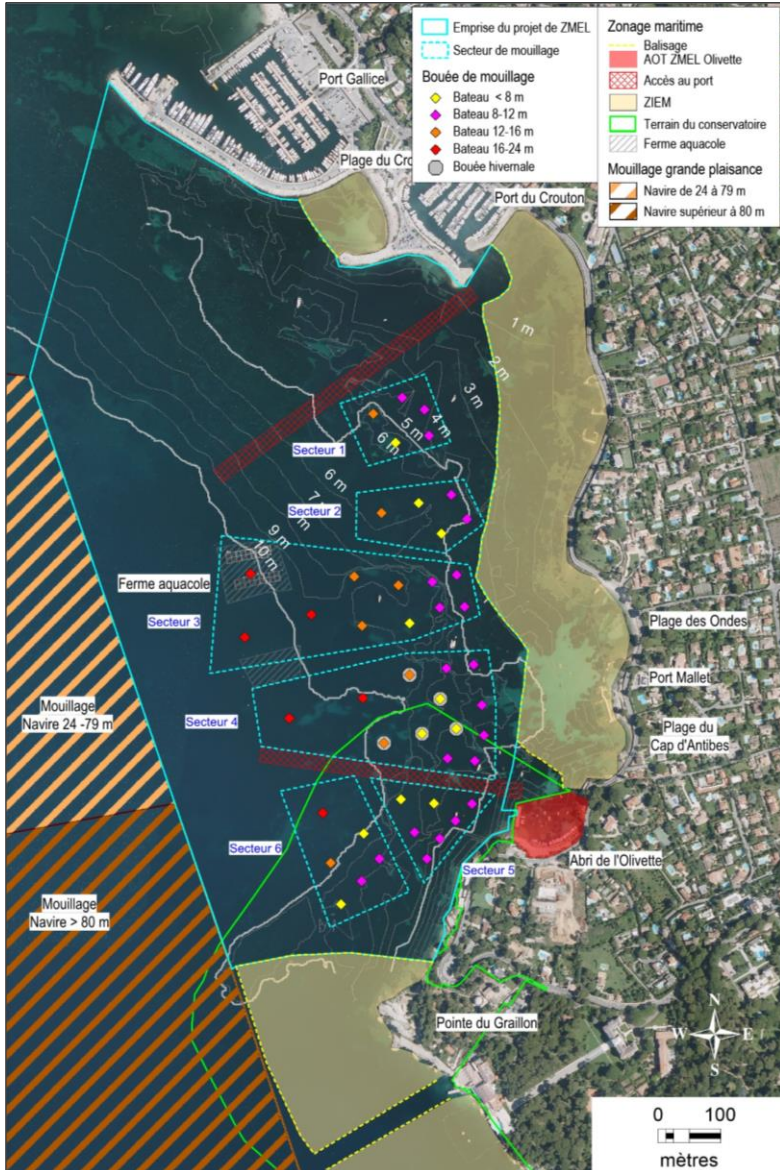 Emprise du projet de ZMEL
Secteur de mouillage
Bouée de mouillage
Bateau < 8 m
Bateau 8-12 m
Bateau 12-16 m
Bateau 16-24 m
Bouée hivernale
Zonage maritime
Balisage
AOT ZMEL Olivette
Accès au port
ZIEM
Terrain du conservatoire
Ferme aquacole
Mouillage grande plaisance
Navire de 24 à 79 m
Navire supérieur à 80 m
Port Gallice
Plage du Cro
Port du Crouton
1 m
2 m
3 m
4 m
5 m
6 m
Secteur 1
6 m
Secteur 2
7 m
9 m
10 m
Ferme aquacole
Secteur 3
Plage des Ondes
Port Mallet
Mouillage
Navire 24 -79 m
Secteur 4
Plage du
Cap d'Antibes
Secteur 6
Abri de l'Olivette
Secteur 5
Mouillage
Navire > 80 m
Pointe du Graillon
N
W
E
S
0 100
mètres